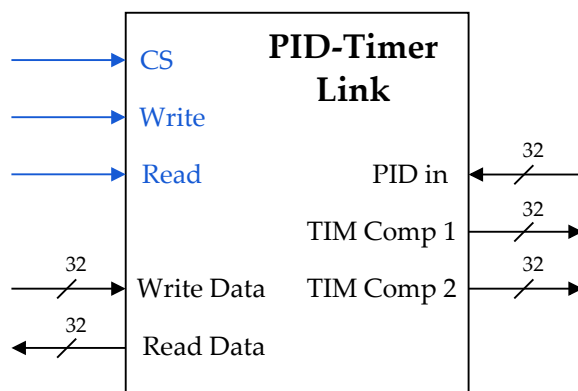 PID-Timer
Link
CS
Write
Read
PID in
32
TIM Comp 1
32
32
Write Data
TIM Comp 2
32
32
Read Data